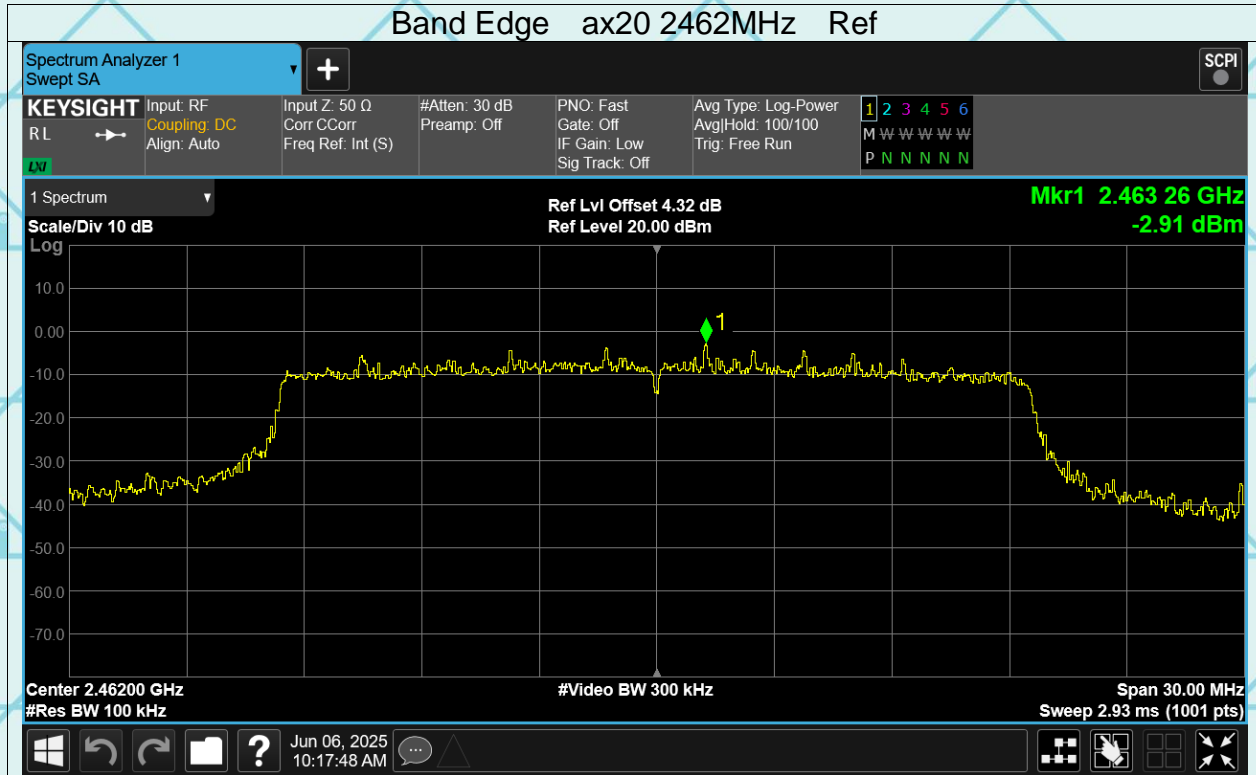 Band Edge ax20 2462MHz Ref
Spectrum Analyzer 1
Swept SA
+
SCPI
KEYSIGHT
RL
LXI
Input: RF
Coupling: DC
Align: Auto
Input Z: 50 Ω
Corr CCorr
Freq Ref: Int (S)
#Atten: 30 dB
Preamp: Off
PNO: Fast
Gate: Off
IF Gain: Low
Sig Track: Off
Avg Type: Log-Power
Avg|Hold: 100/100
Trig: Free Run
1 2 3 4 5 6
M W W W W W
P N N N N N
1 Spectrum
Scale/Div 10 dB
Ref Lvl Offset 4.32 dB
Ref Level 20.00 dBm
Mkr1 2.463 26 GHz
-2.91 dBm
Log
10.0
0.00
-10.0
-20.0
-30.0
-40.0
-50.0
-60.0
-70.0
1
Center 2.46200 GHz
#Res BW 100 kHz
#Video BW 300 kHz
Span 30.00 MHz
Sweep 2.93 ms (1001 pts)
?
Jun 06, 2025
10:17:48 AM